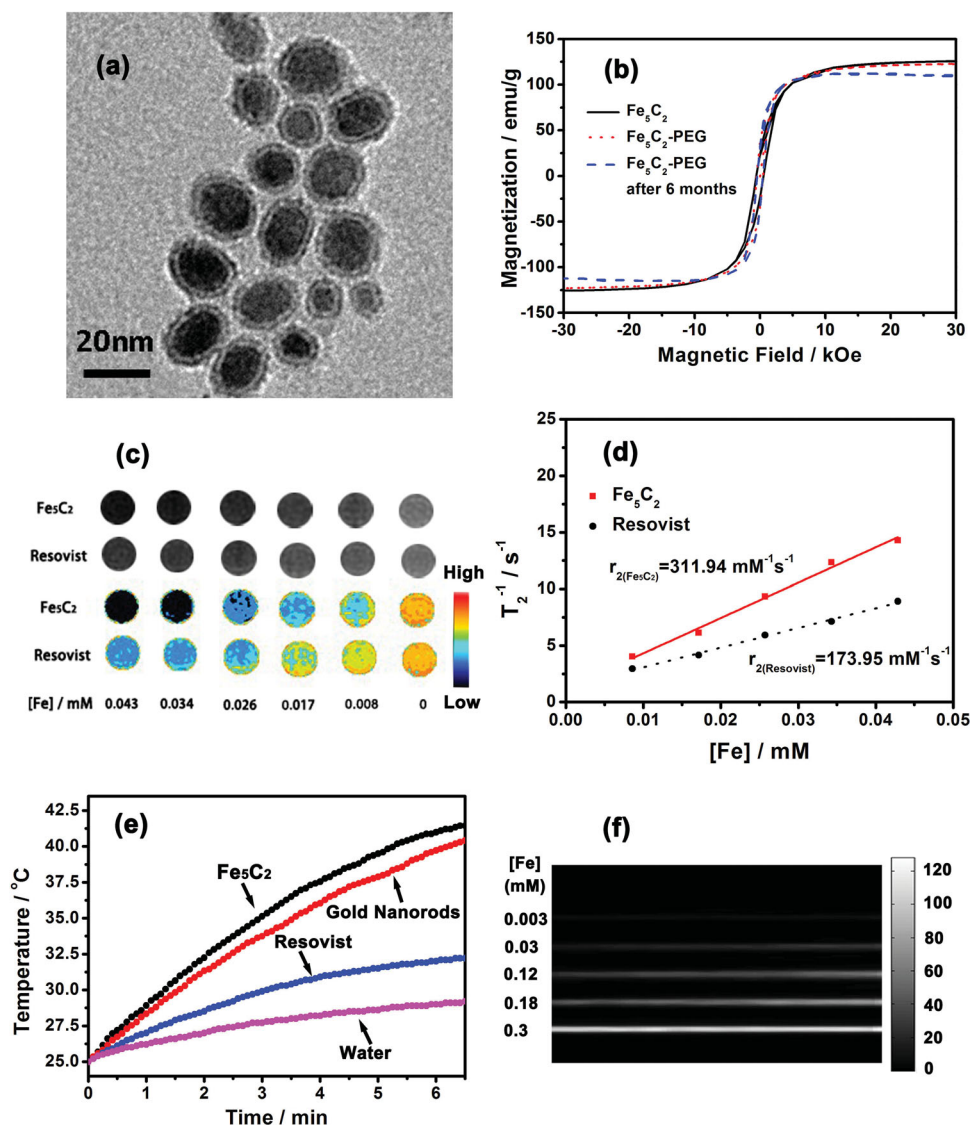 (a)
20nm
(b)
Magnetization / emu/g
150
100
50
0
-50
-100
-150
Fe₅C₂
Fe₅C₂-PEG
Fe₅C₂-PEG
after 6 months
-30 -20 -10 0 10 20 30
Magnetic Field / kOe
(c)
Fe₅C₂
Resovist
Fe₅C₂
Resovist
High
Low
[Fe] / mM 0.043 0.034 0.026 0.017 0.008 0
(d)
T₂⁻¹ / s⁻¹
25
20
15
10
5
0
Fe₅C₂
Resovist
r₂(Fe₅C₂)=311.94 mM⁻¹s⁻¹
r₂(Resovist)=173.95 mM⁻¹s⁻¹
0.00 0.01 0.02 0.03 0.04 0.05
[Fe] / mM
(e)
Temperature / °C
42.5
40.0
37.5
35.0
32.5
30.0
27.5
25.0
Fe₅C₂
Gold Nanorods
Resovist
Water
0 1 2 3 4 5 6
Time / min
(f)
[Fe]
(mM)
0.003
0.03
0.12
0.18
0.3
120
100
80
60
40
20
0